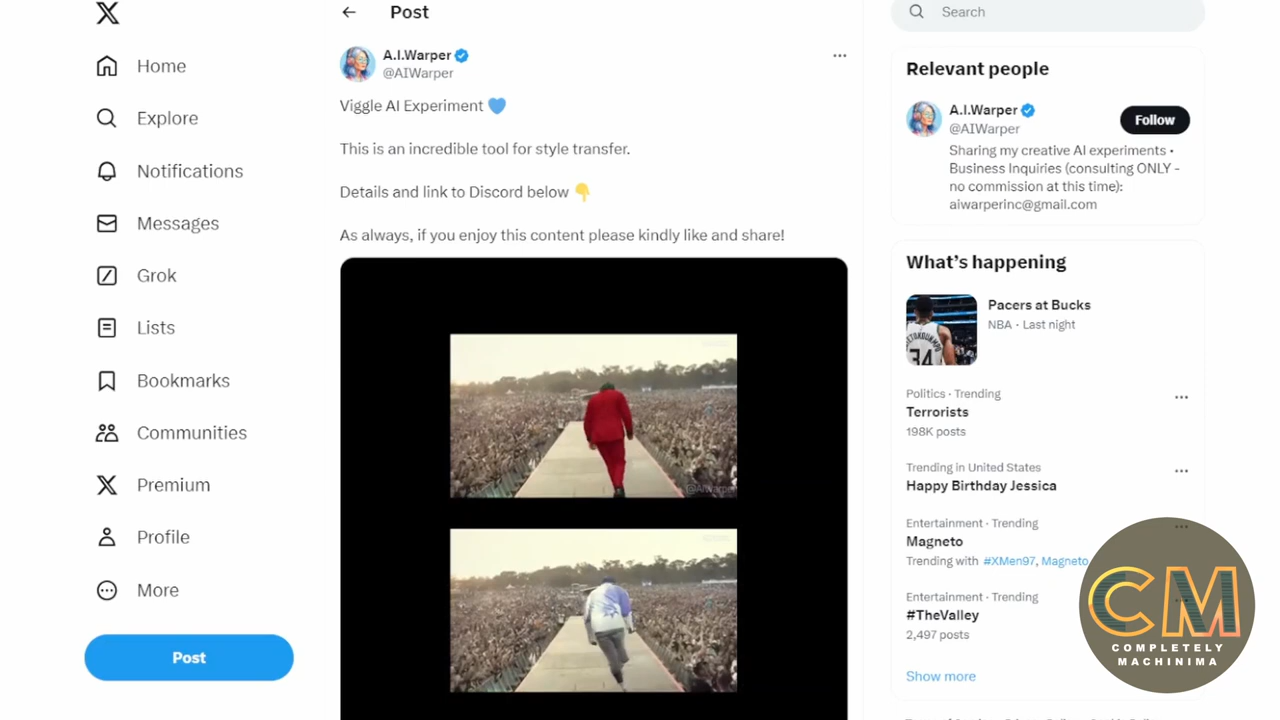 Home
Explore
Notifications
Messages
Grok
Lists
Bookmarks
Communities
Premium
Profile
More
Post
Post
A.I.Warper
@AIWarper
Viggle AI Experiment 💙
This is an incredible tool for style transfer.
Details and link to Discord below 👇
As always, if you enjoy this content please kindly like and share!
@AIWarper
Search
Relevant people
A.I.Warper
@AIWarper
Follow
Sharing my creative AI experiments •
Business Inquiries (consulting ONLY -
no commission at this time):
aiwarperinc@gmail.com
What's happening
Pacers at Bucks
NBA · Last night
34
Politics · Trending
Terrorists
198K posts
Trending in United States
Happy Birthday Jessica
Entertainment · Trending
Magneto
Trending with #XMen97, Magneto
Entertainment · Trending
#TheValley
2,497 posts
Show more
CM
COMPLETELY
MACHINIMA